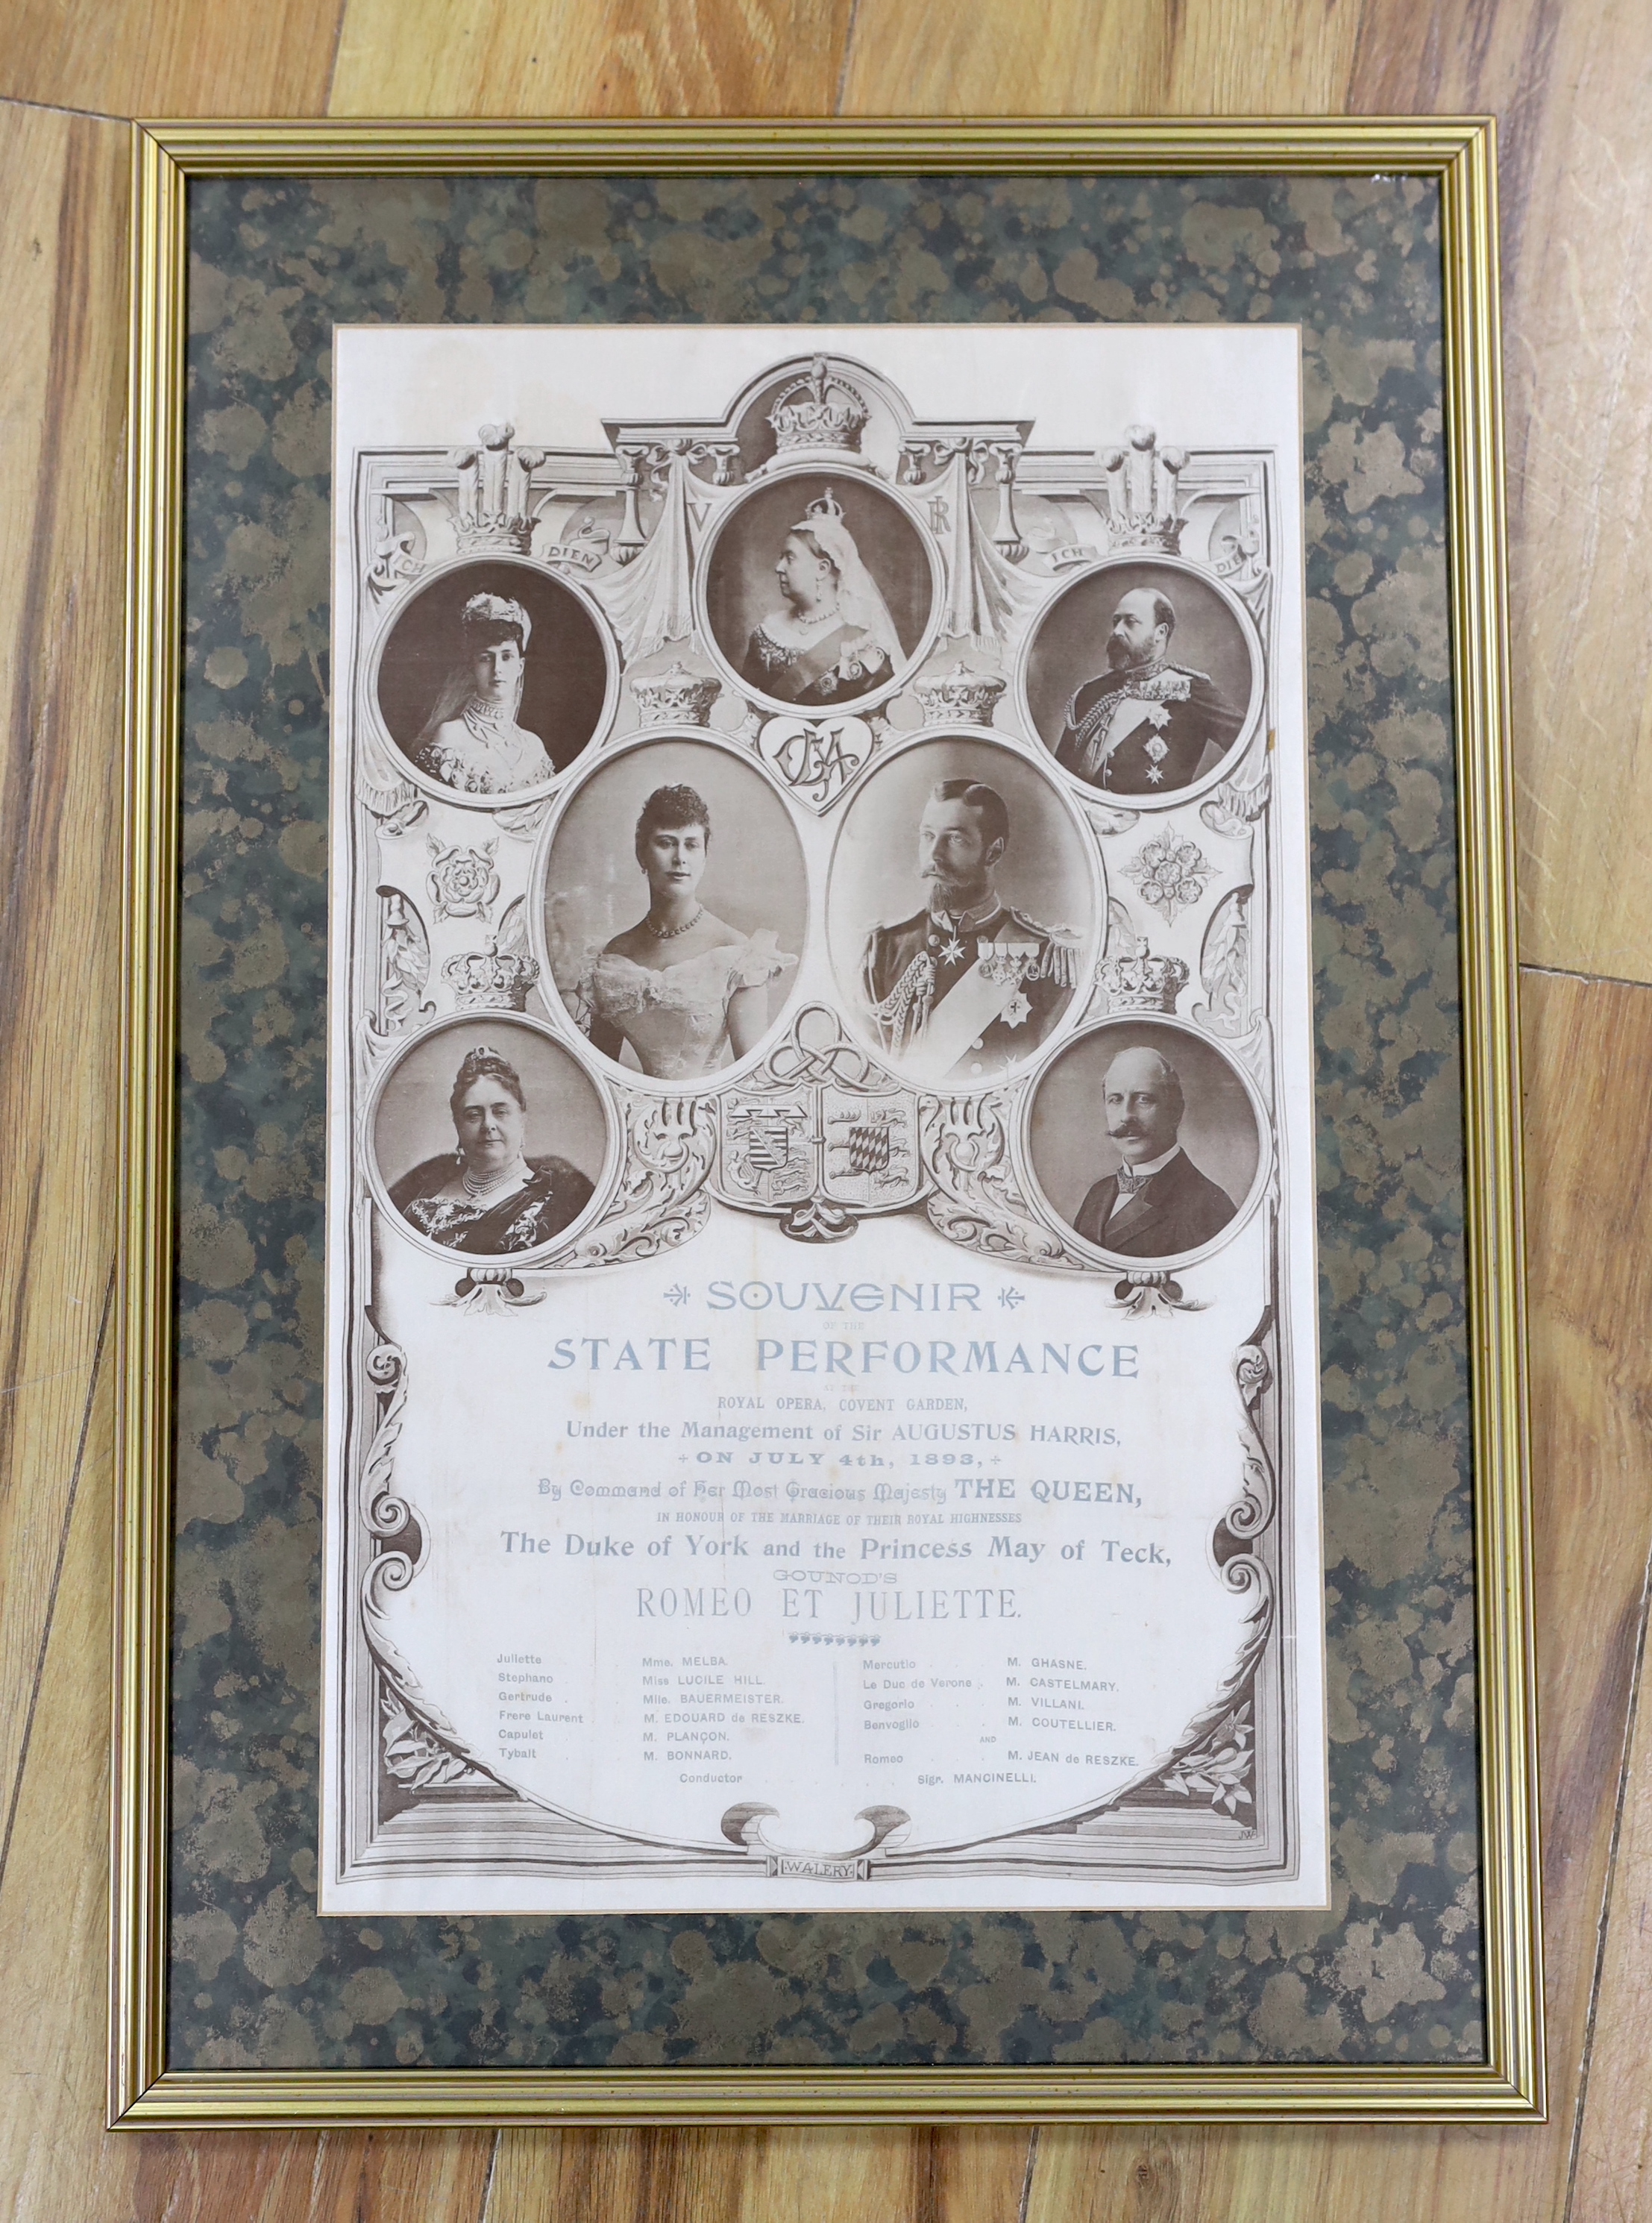 V R I
ICH DIEN
ICH DIEN
SOUVENIR
OF THE
STATE PERFORMANCE
AT THE
ROYAL OPERA, COVENT GARDEN,
Under the Management of Sir AUGUSTUS HARRIS,
ON JULY 4th, 1893,
By Command of Her Most Gracious Majesty THE QUEEN,
IN HONOUR OF THE MARRIAGE OF THEIR ROYAL HIGHNESSES
The Duke of York and the Princess May of Teck,
GOUNOD'S
ROMEO ET JULIETTE.
Juliette Mme. MELBA.
Stephano Miss LUCILE HILL.
Gertrude . Mlle. BAUERMEISTER.
Frere Laurent M. EDOUARD de RESZKE.
Capulet M. PLANÇON.
Tybalt M. BONNARD.
Mercutio . . M. GHASNE.
Le Duc de Verone . M. CASTELMARY.
Gregorio . . . M. VILLANI.
Benvoglio . . M. COUTELLIER.
AND
Romeo . . . M. JEAN de RESZKE.
Conductor Sigr. MANCINELLI.
JW
WALERY